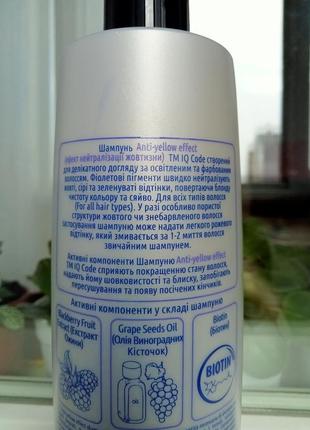 Шампунь Anti-yellow effect
(ефект нейтралізації жовтизни) TM IQ Code створений
для делікатного догляду за освітленим та фарбованим
волоссям. Фіолетові пігменти швидко нейтралізують
жовті, сірі та зеленуваті відтінки, повертаючи блонду
чистоту кольору та сяйво. Для всіх типів волосся
(For all hair types). У разі особливо пористої
структури жовтого чи знебарвленого волосся
застосування шампуню може надати легкого рожевого
відтінку, який змивається за 1-2 миття волосся
звичайним шампунем.
Активні компоненти Шампуню Anti-yellow effect
TM IQ Code сприяють покращенню стану волосся,
надають йому шовковистості та блиску, запобігають
пересушування та появу посічених кінчиків.
Активні компоненти у складі шампуню
Blackberry Fruit
Extract (Екстракт
Ожини)
Grape Seeds Oil
(Олія Виноградних
Кісточок)
oil
Biotin
(Біотин)
BIOTIN